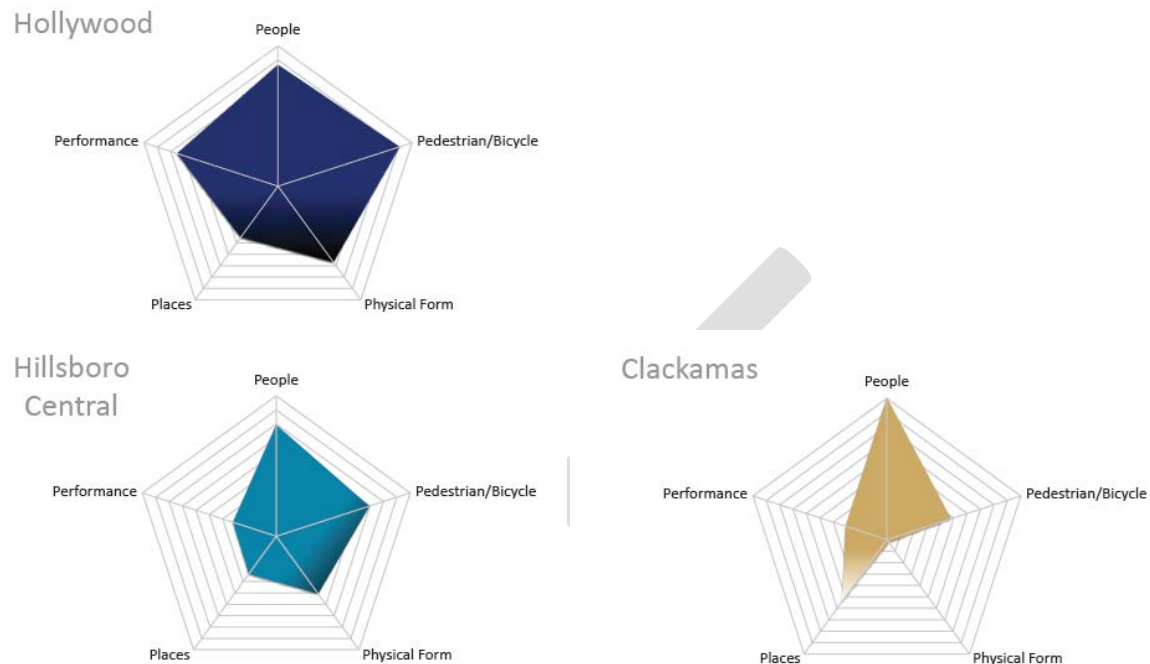 Hollywood
People
Performance
Pedestrian/Bicycle
Places
Physical Form
Hillsboro
Central
People
Performance
Pedestrian/Bicycle
Places
Physical Form
Clackamas
People
Performance
Pedestrian/Bicycle
Places
Physical Form